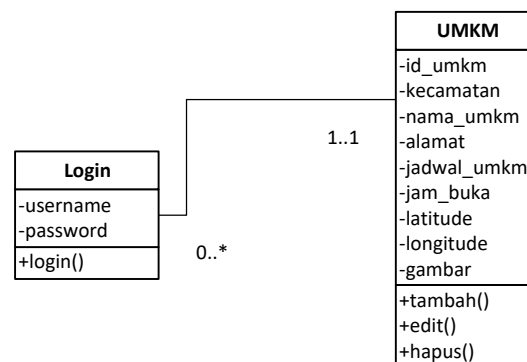 UMKM
-id_umkm
-kecamatan
-nama_umkm
-alamat
-jadwal_umkm
-jam_buka
-latitude
-longitude
-gambar
+tambah()
+edit()
+hapus()
1..1
Login
-username
-password
+login()
0..*